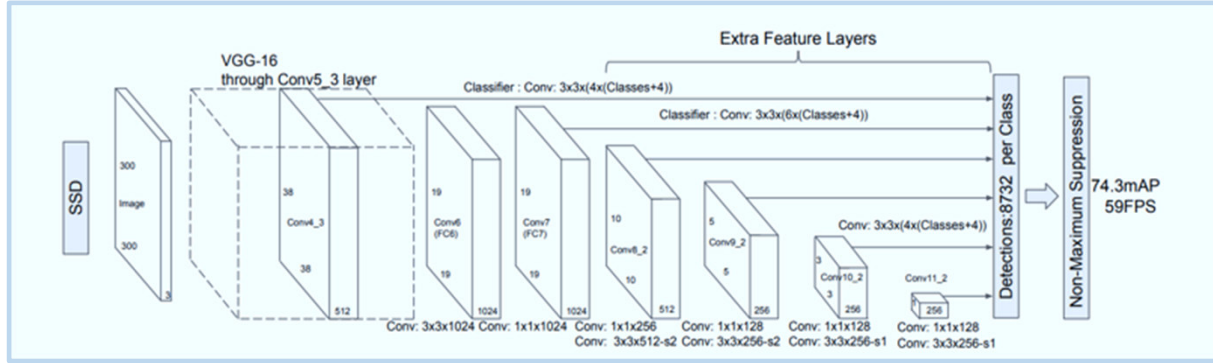 Extra Feature Layers
VGG-16
through Conv5_3 layer
Classifier : Conv: 3x3x(4x(Classes+4))
Classifier : Conv: 3x3x(6x(Classes+4))
SSD
300
Image
300
3
38
Conv4_3
38
512
19
Conv6
(FC6)
19
1024
19
Conv7
(FC7)
19
1024
10
Conv8_2
10
512
5
Conv9_2
5
256
Conv: 3x3x(4x(Classes+4))
3
Conv10_2
3
256
Conv11_2
256
Detections:8732 per Class
Non-Maximum Suppression
74.3mAP
59FPS
Conv: 3x3x1024
Conv: 1x1x1024
Conv: 1x1x256
Conv: 3x3x512-s2
Conv: 1x1x128
Conv: 3x3x256-s2
Conv: 1x1x128
Conv: 3x3x256-s1
Conv: 1x1x128
Conv: 3x3x256-s1